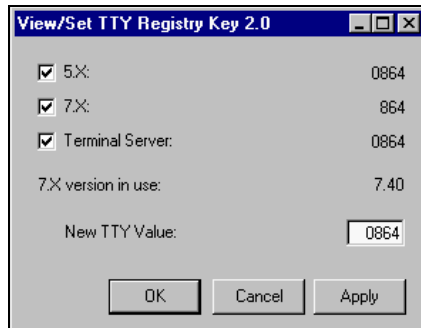 View/Set TTY Registry Key 2.0
5.X: 0864
7.X: 864
Terminal Server: 0864
7.X version in use: 7.40
New TTY Value: 0864
OK Cancel Apply